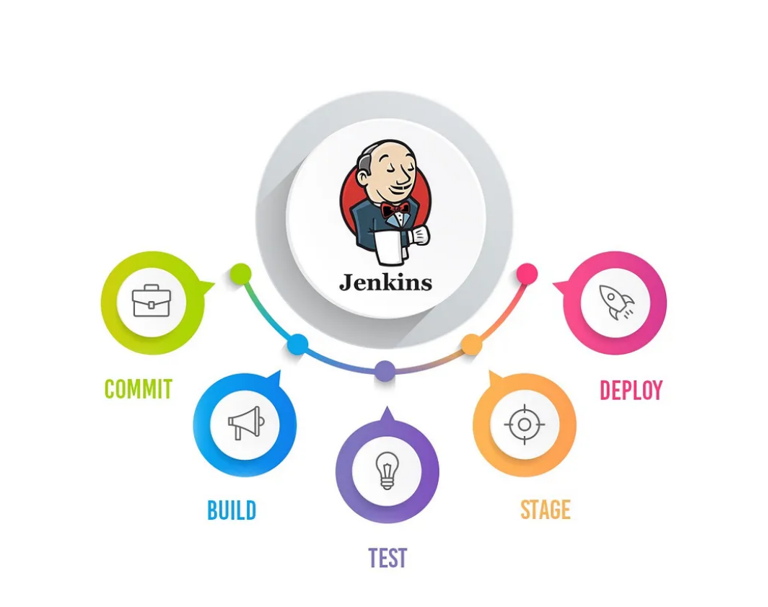 Jenkins
COMMIT
BUILD
TEST
STAGE
DEPLOY